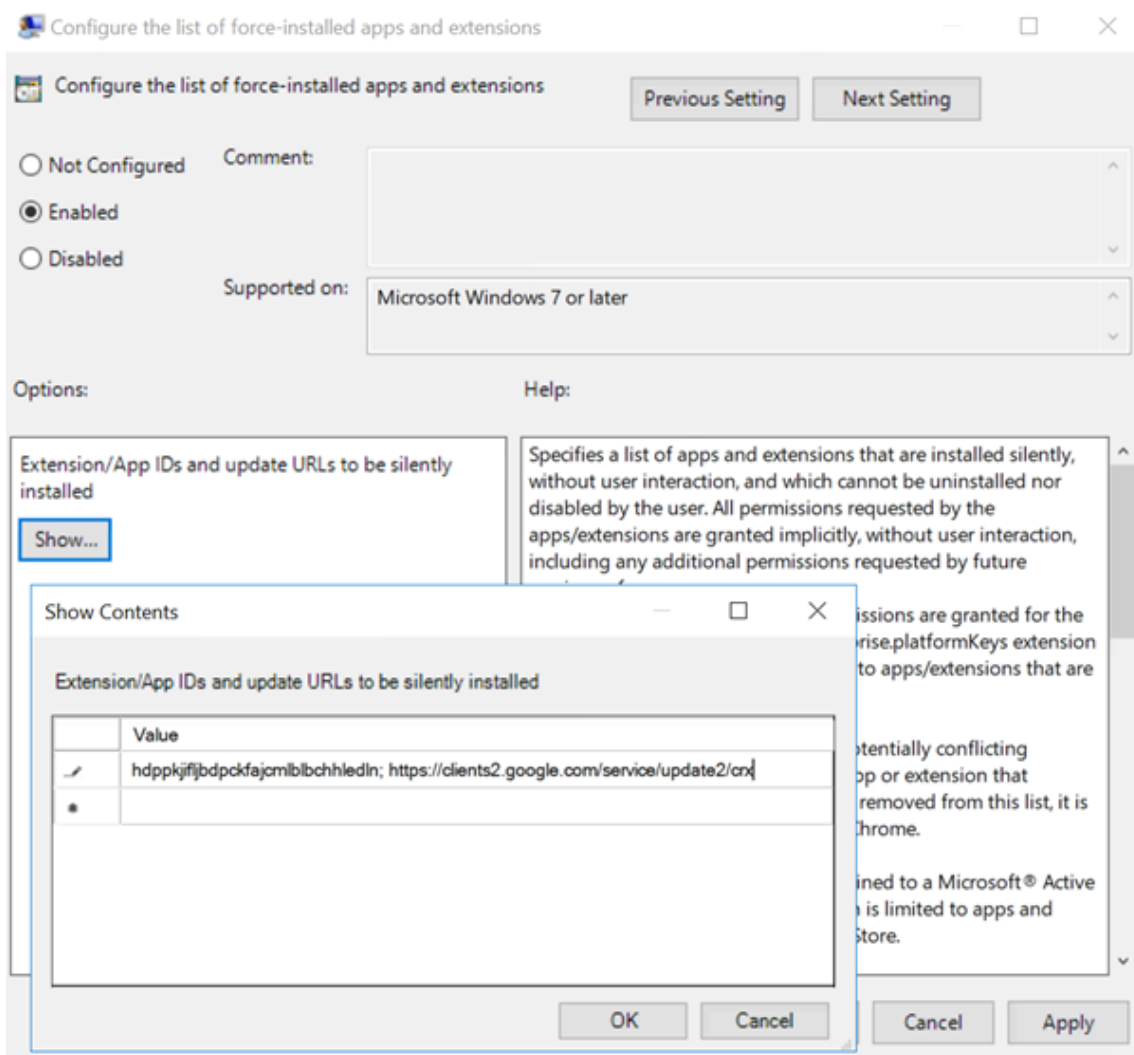 Configure the list of force-installed apps and extensions
Configure the list of force-installed apps and extensions
Previous Setting
Next Setting
Not Configured
Enabled
Disabled
Comment:
Supported on:
Microsoft Windows 7 or later
Options:
Help:
Extension/App IDs and update URLs to be silently
installed
Show...
Specifies a list of apps and extensions that are installed silently,
without user interaction, and which cannot be uninstalled nor
disabled by the user. All permissions requested by the
apps/extensions are granted implicitly, without user interaction,
including any additional permissions requested by future
issions are granted for the
rise.platformKeys extension
to apps/extensions that are
otentially conflicting
pp or extension that
removed from this list, it is
Chrome.
ined to a Microsoft® Active
is limited to apps and
Store.
Show Contents
Extension/App IDs and update URLs to be silently installed
Value
hdppkjifljbdpckfajcmlblbchhledln; https://clients2.google.com/service/update2/crx
OK
Cancel
Cancel
Apply